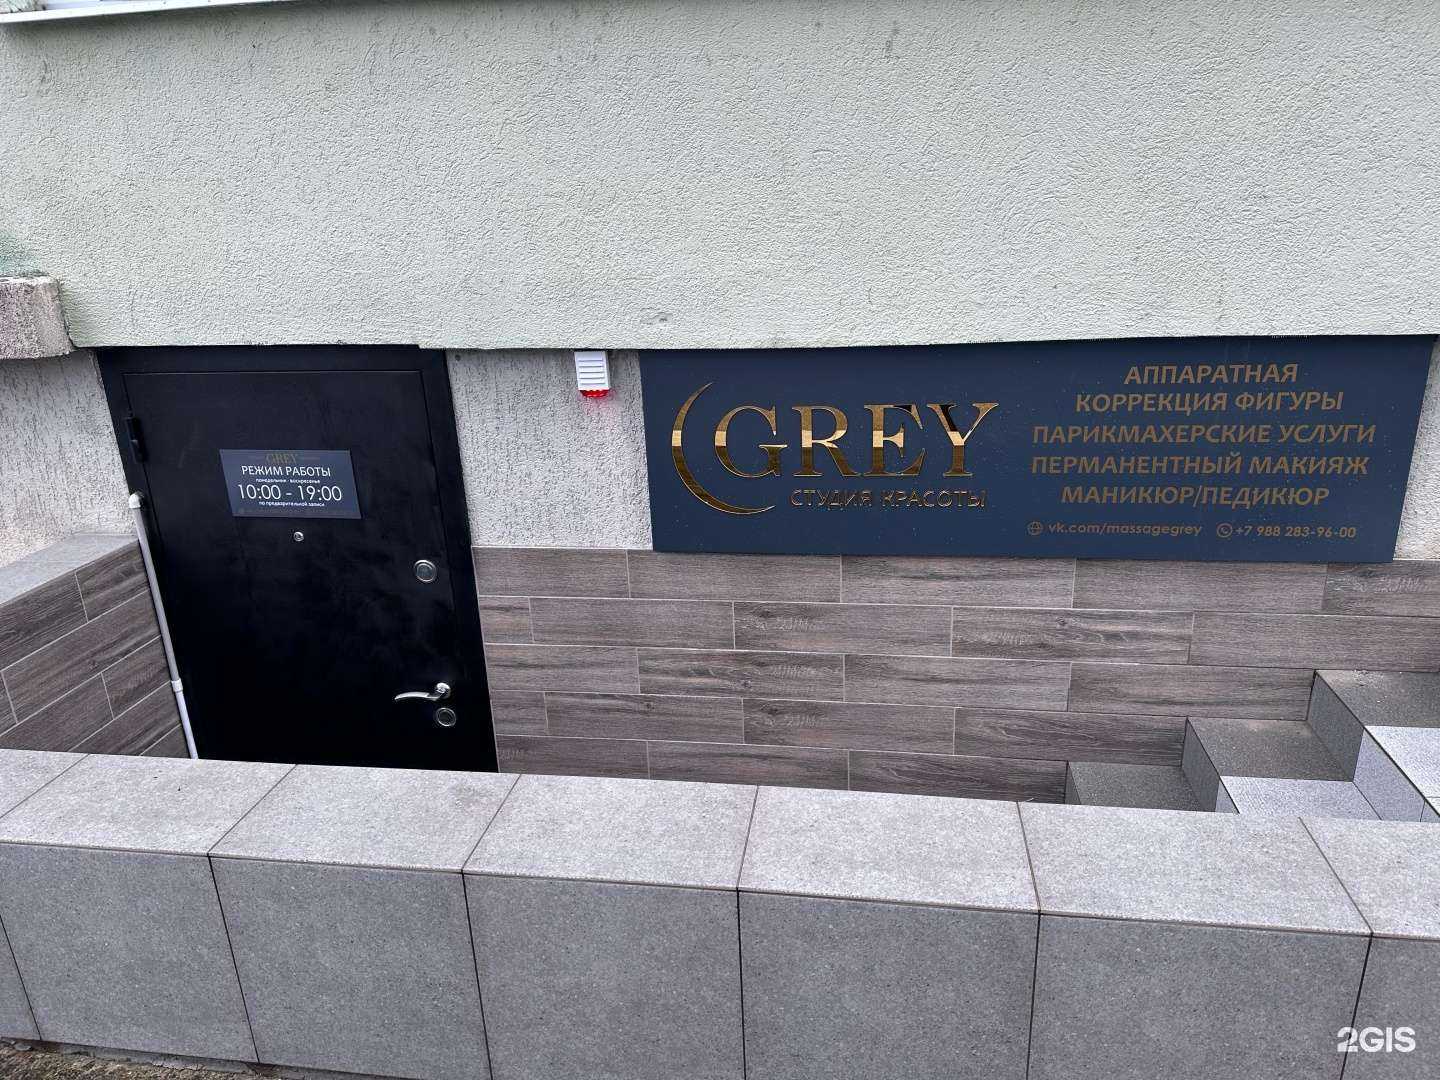 GREY
РЕЖИМ РАБОТЫ
понедельник - воскресенье
10:00 - 19:00
по предварительной записи
GREY
СТУДИЯ КРАСОТЫ
АППАРАТНАЯ
КОРРЕКЦИЯ ФИГУРЫ
ПАРИКМАХЕРСКИЕ УСЛУГИ
ПЕРМАНЕНТНЫЙ МАКИЯЖ
МАНИКЮР/ПЕДИКЮР
vk.com/massagegrey +7 988 283-96-00
2GIS